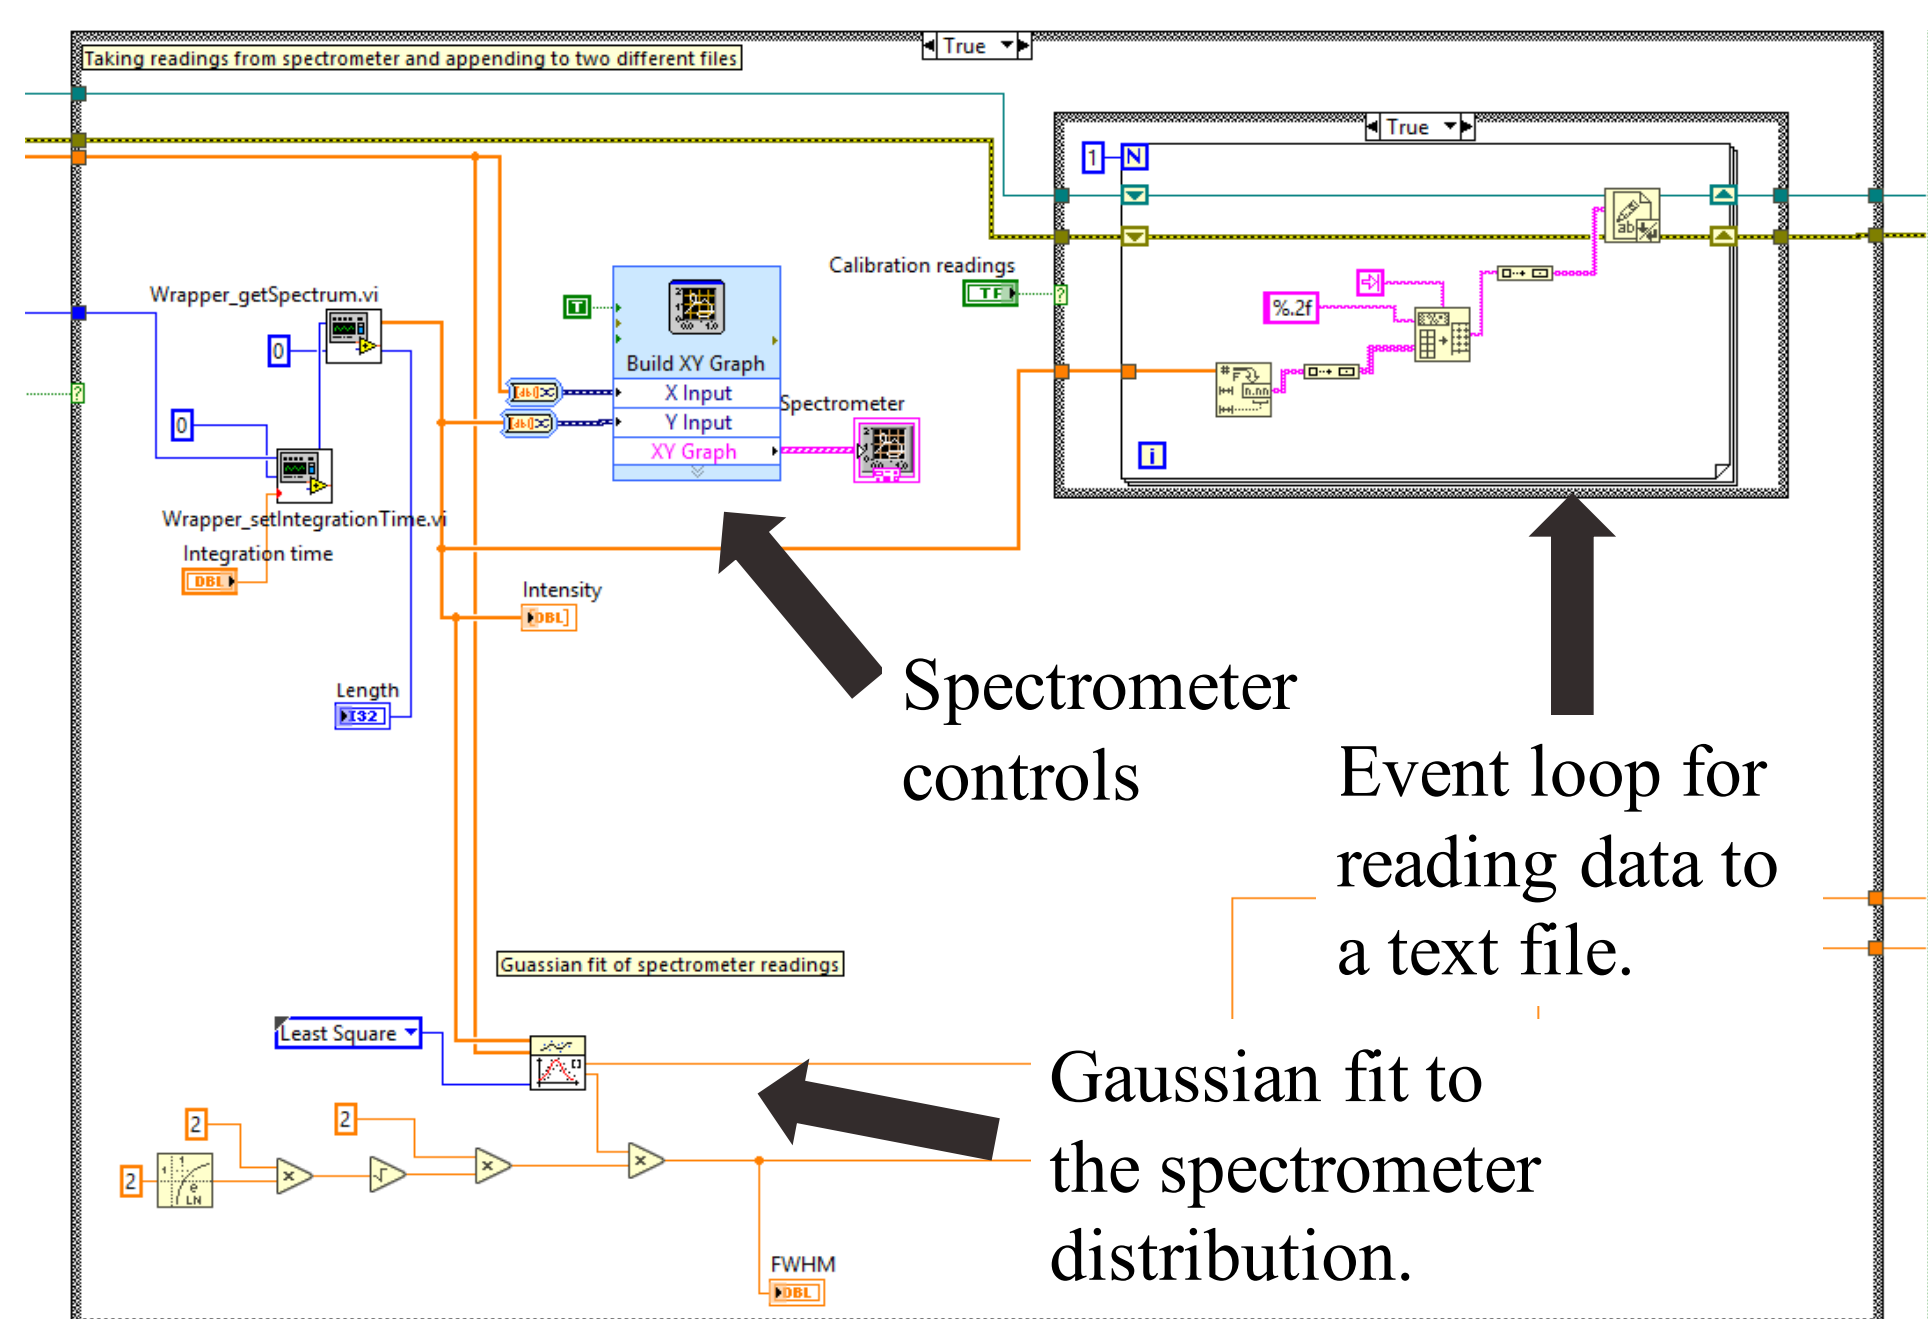 Taking readings from spectrometer and appending to two different files
True
True
1
N
Calibration readings
TF
Wrapper_getSpectrum.vi
0
T
Build XY Graph
X Input
Y Input
XY Graph
Spectrometer
%.2f
0
i
Wrapper_setIntegrationTime.vi
Integration time
DBL
Intensity
[DBL]
Length
I32
Spectrometer
controls
Event loop for
reading data to
a text file.
Guassian fit of spectrometer readings
Least Square
Gaussian fit to
the spectrometer
distribution.
2
2
2
LN
FWHM
DBL